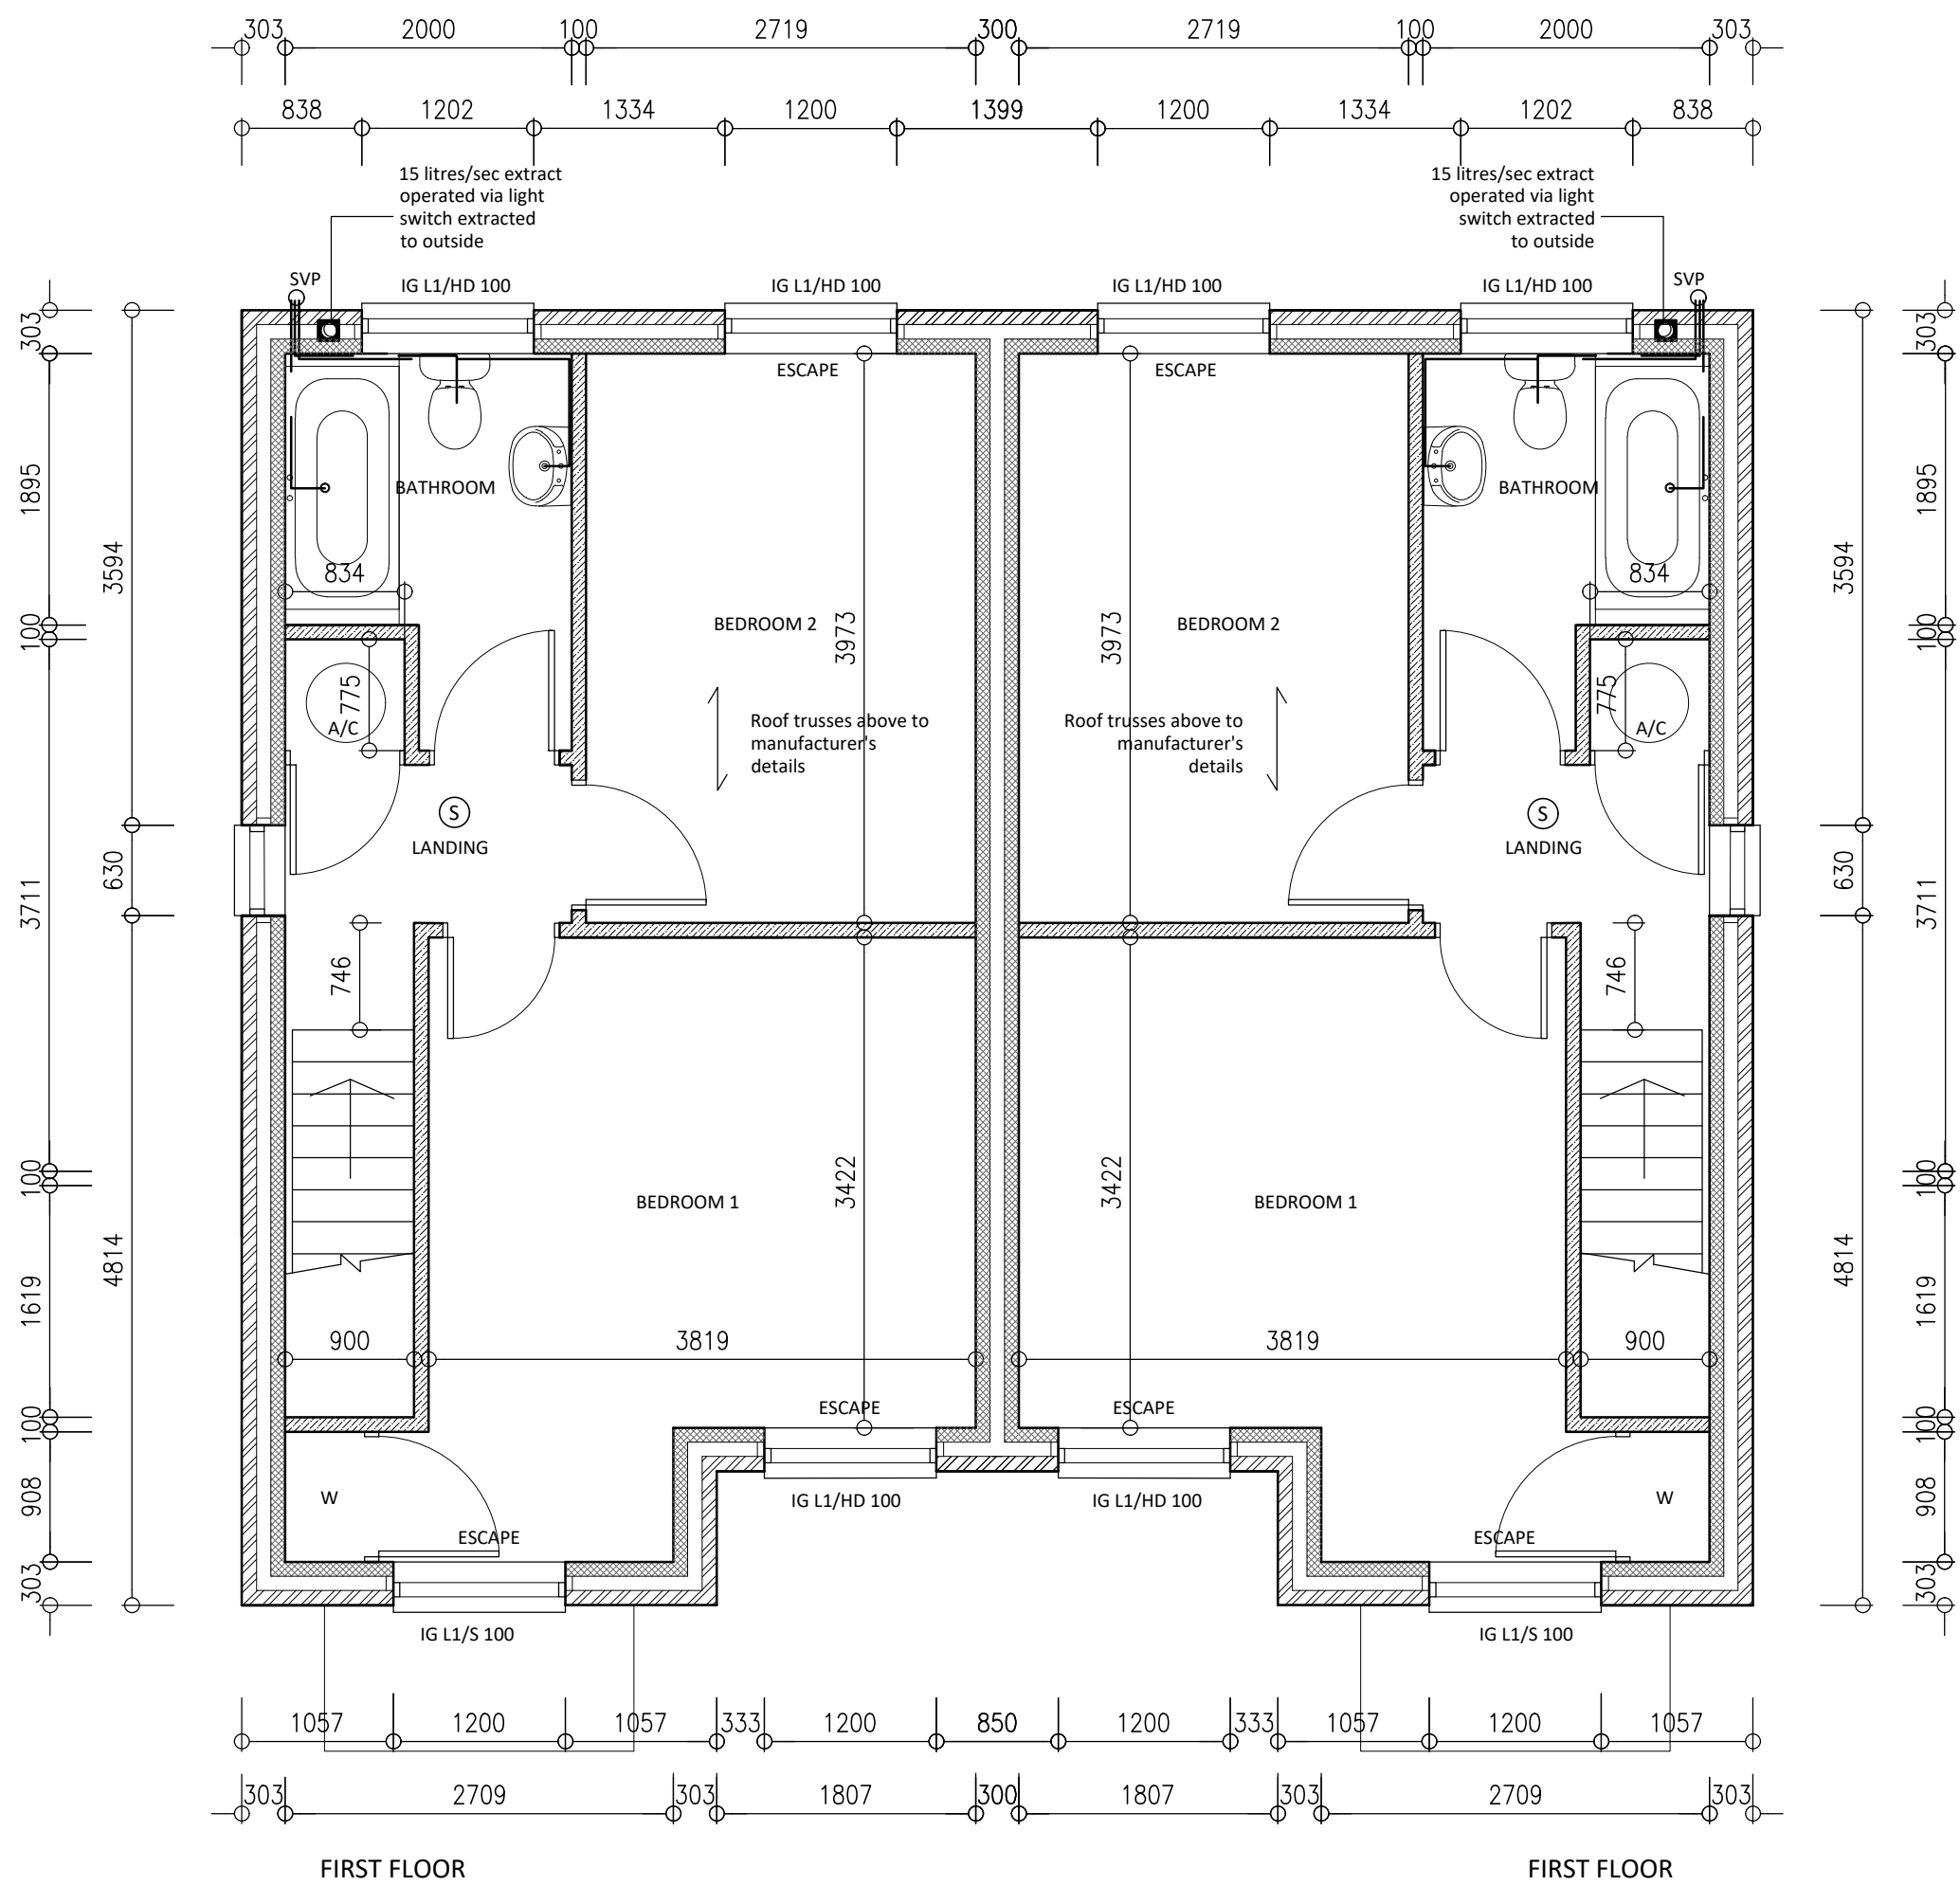 303 2000 100 2719 300 2719 100 2000 303
838 1202 1334 1200 1399 1200 1334 1202 838
15 litres/sec extract
operated via light
switch extracted
to outside
15 litres/sec extract
operated via light
switch extracted
to outside
SVP IG L1/HD 100 IG L1/HD 100 IG L1/HD 100 IG L1/HD 100 SVP
303
1895
100
3711
100
1619
100
908
303
3594
630
4814
ESCAPE ESCAPE
BATHROOM BATHROOM
834 834
BEDROOM 2 3973 3973 BEDROOM 2
775 775
A/C A/C
Roof trusses above to
manufacturer's
details
Roof trusses above to
manufacturer's
details
S S
LANDING LANDING
746 746
BEDROOM 1 3422 3422 BEDROOM 1
900 3819 3819 900
ESCAPE ESCAPE
W IG L1/HD 100 IG L1/HD 100 W
ESCAPE ESCAPE
IG L1/S 100 IG L1/S 100
3594
630
4814
303
1895
100
3711
100
1619
100
908
303
1057 1200 1057 333 1200 850 1200 333 1057 1200 1057
303 2709 303 1807 300 1807 303 2709 303
FIRST FLOOR FIRST FLOOR